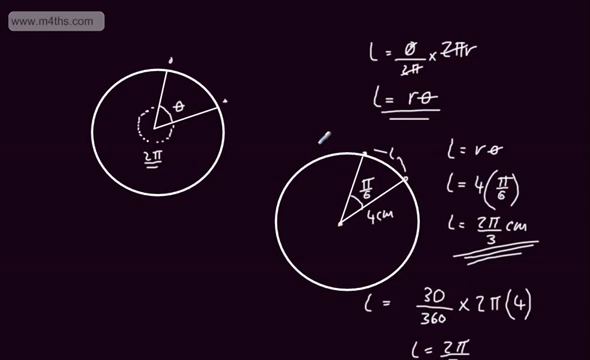 www.m4ths.com
l = θ/2π × 2πr
l = rθ
θ
2π
l
π/6
4cm
l = rθ
l = 4(π/6)
l = 2π/3 cm
l = 30/360 × 2π(4)
l = 2π